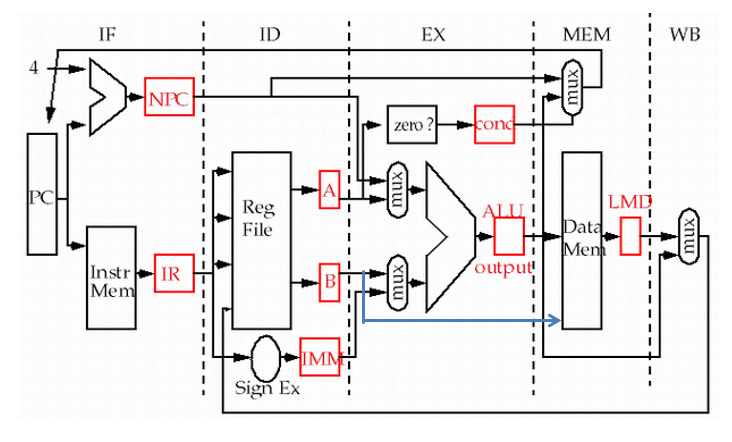 IF ID EX MEM WB
4
NPC
mux
zero ?
cond
PC
A
mux
Reg
File
ALU
output
LMD
Data
Mem
mux
Instr
Mem
IR
B
mux
IMM
Sign Ex